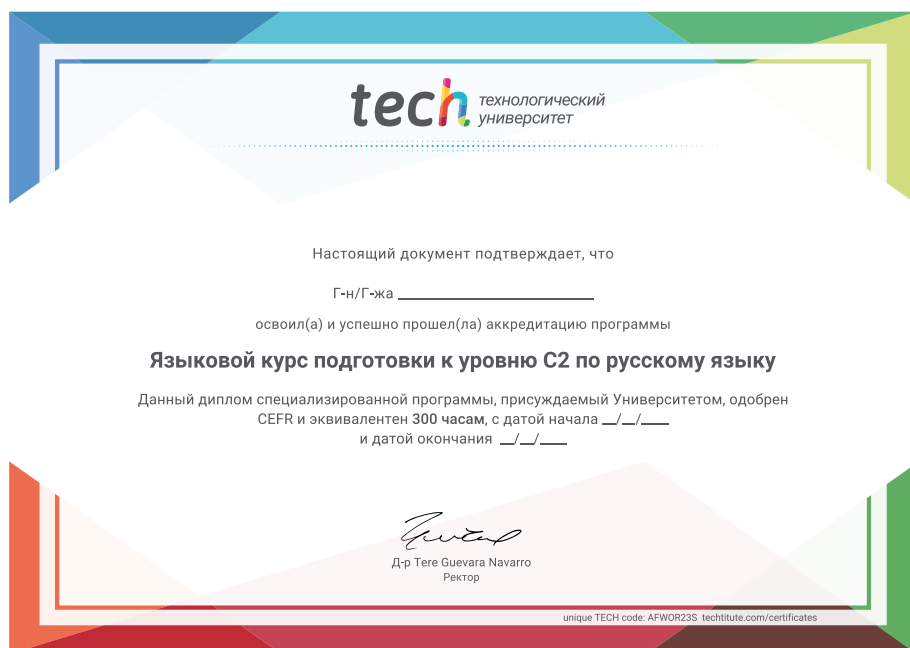 tech технологический
университет
Настоящий документ подтверждает, что
Г-н/Г-жа ____________________
освоил(а) и успешно прошел(ла) аккредитацию программы
Языковой курс подготовки к уровню C2 по русскому языку
Данный диплом специализированной программы, присуждаемый Университетом, одобрен
CEFR и эквивалентен 300 часам, с датой начала __/__/____
и датой окончания __/__/____
Д-р Tere Guevara Navarro
Ректор
unique TECH code: AFWOR23S techtitute.com/certificates